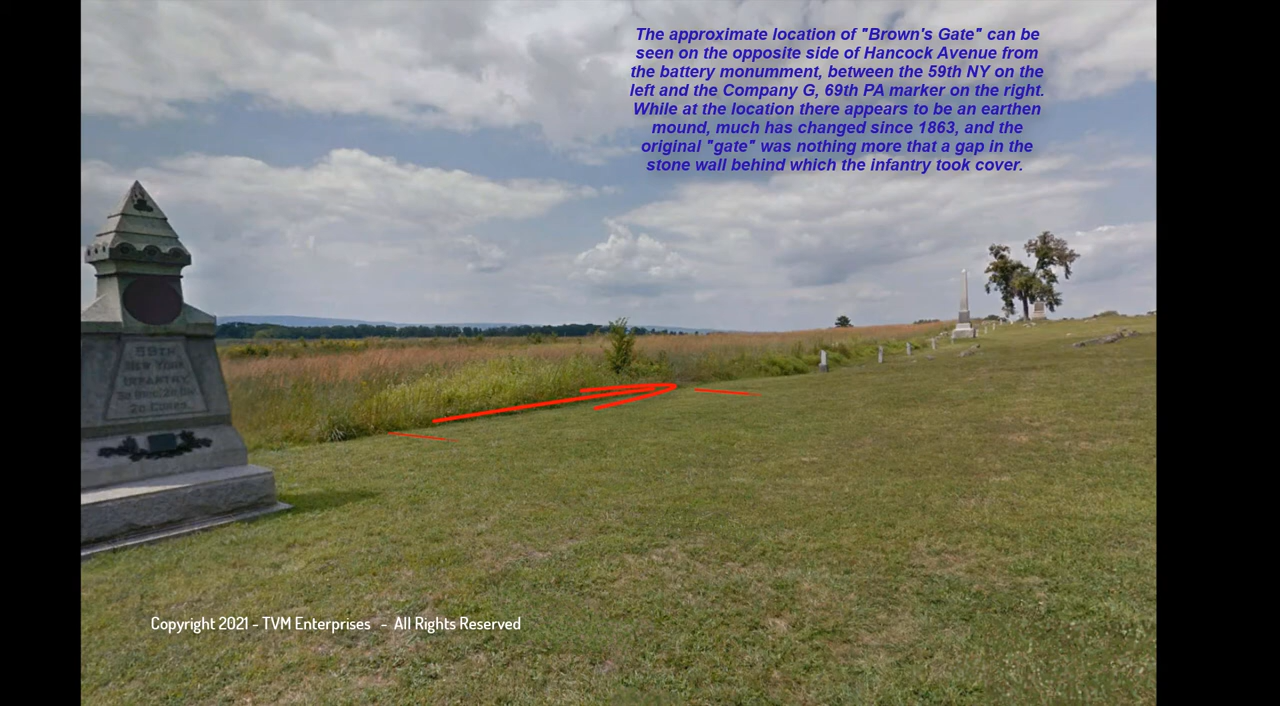 The approximate location of "Brown's Gate" can be
seen on the opposite side of Hancock Avenue from
the battery monumment, between the 59th NY on the
left and the Company G, 69th PA marker on the right.
While at the location there appears to be an earthen
mound, much has changed since 1863, and the
original "gate" was nothing more that a gap in the
stone wall behind which the infantry took cover.
59TH
NEW YORK
INFANTRY
2D CORPS
Copyright 2021 - TVM Enterprises - All Rights Reserved